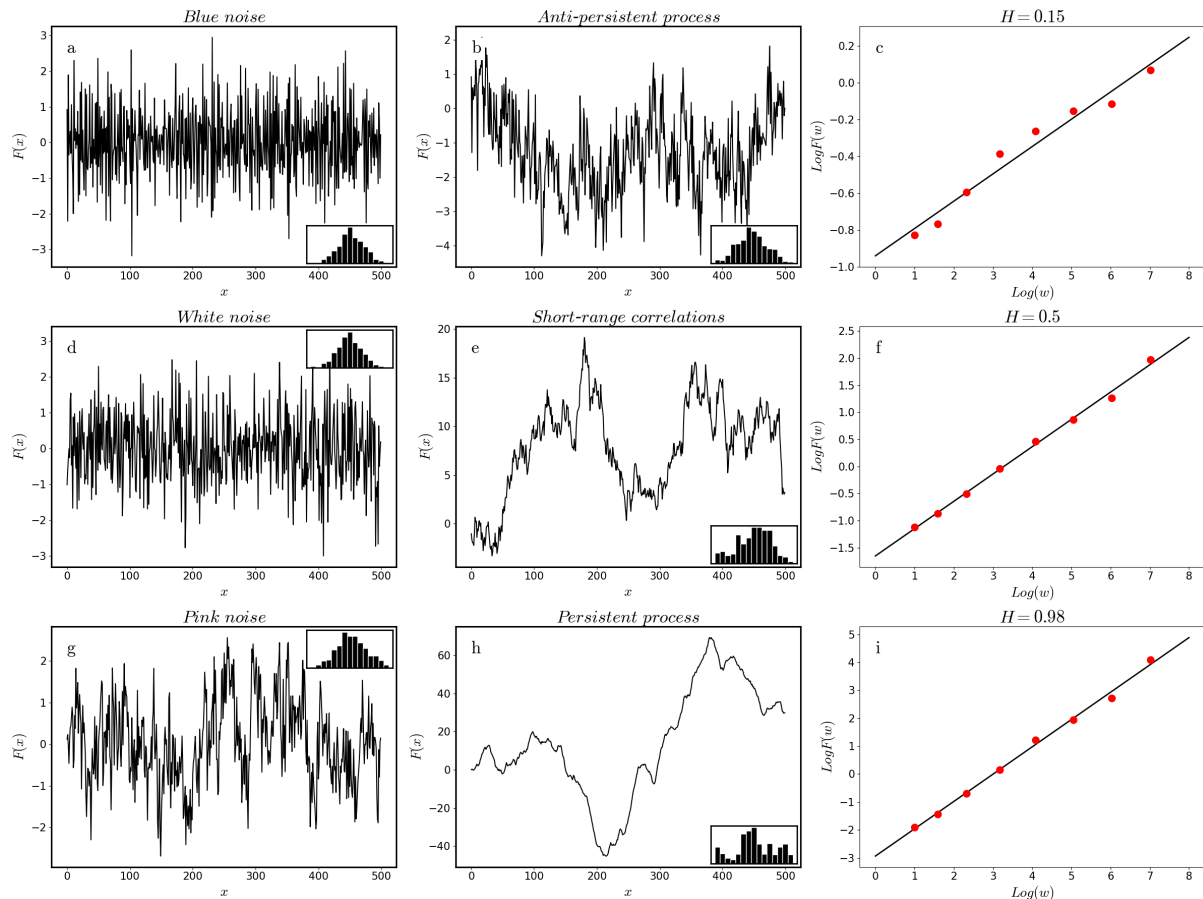 Blue noise
a
F(x)
3
2
1
0
−1
−2
−3
0 100 200 300 400 500
x
Anti-persistent process
b
F(x)
2
1
0
−1
−2
−3
−4
0 100 200 300 400 500
x
H = 0.15
c
LogF(w)
0.2
0.0
−0.2
−0.4
−0.6
−0.8
−1.0
0 1 2 3 4 5 6 7 8
Log(w)
White noise
d
F(x)
3
2
1
0
−1
−2
−3
0 100 200 300 400 500
x
Short-range correlations
e
F(x)
20
15
10
5
0
0 100 200 300 400 500
x
H = 0.5
f
LogF(w)
2.5
2.0
1.5
1.0
0.5
0.0
−0.5
−1.0
−1.5
0 1 2 3 4 5 6 7 8
Log(w)
Pink noise
g
F(x)
2
1
0
−1
−2
0 100 200 300 400 500
x
Persistent process
h
F(x)
60
40
20
0
−20
−40
0 100 200 300 400 500
x
H = 0.98
i
LogF(w)
5
4
3
2
1
0
−1
−2
−3
0 1 2 3 4 5 6 7 8
Log(w)